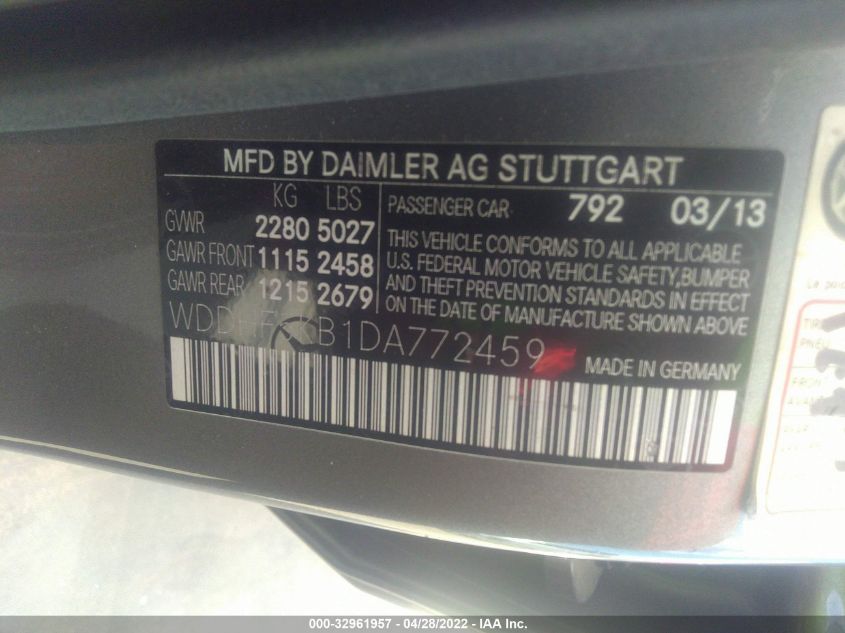 MFD BY DAIMLER AG STUTTGART
KG LBS
GVWR 2280 5027
GAWR FRONT 1115 2458
GAWR REAR 1215 2679
PASSENGER CAR 792 03/13
THIS VEHICLE CONFORMS TO ALL APPLICABLE
U.S. FEDERAL MOTOR VEHICLE SAFETY, BUMPER
AND THEFT PREVENTION STANDARDS IN EFFECT
ON THE DATE OF MANUFACTURE SHOWN ABOVE
B1DA772459
MADE IN GERMANY
000-32961957 / 04/28/2022 - IAA Inc.